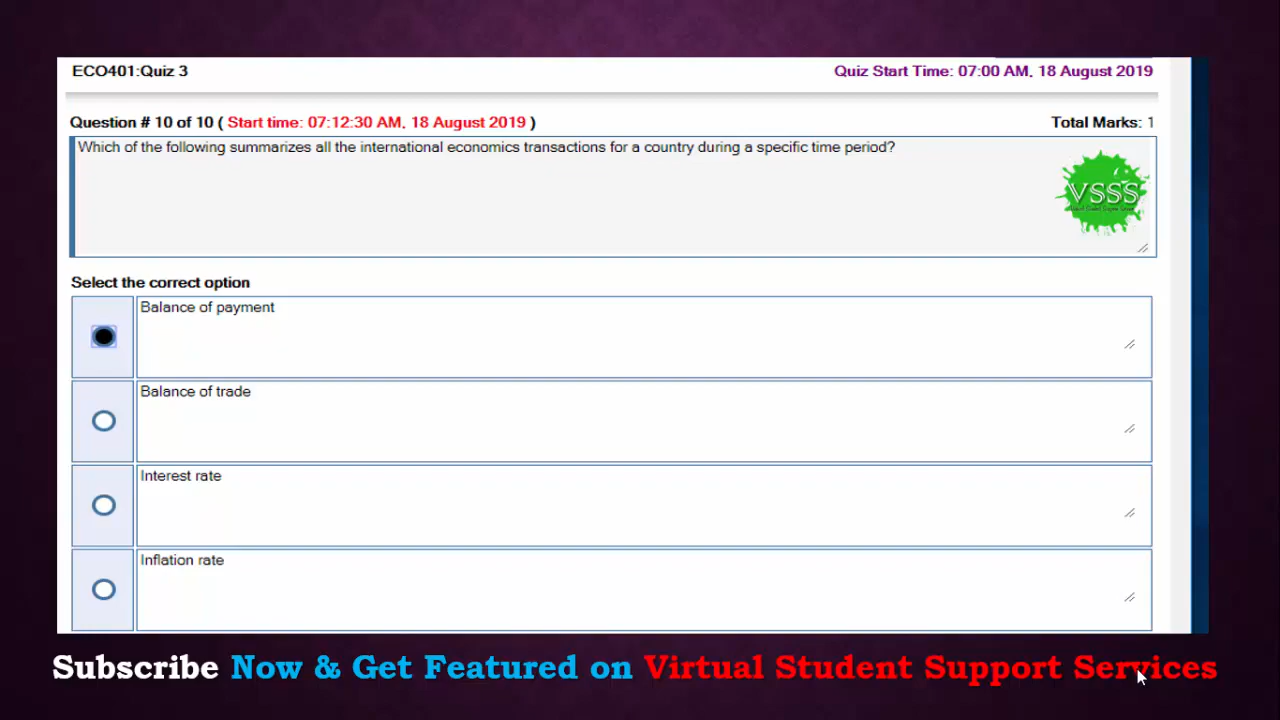 ECO401:Quiz 3
Quiz Start Time: 07:00 AM, 18 August 2019
Question # 10 of 10 ( Start time: 07:12:30 AM, 18 August 2019 )
Total Marks: 1
Which of the following summarizes all the international economics transactions for a country during a specific time period?
VSSS
Select the correct option
Balance of payment
Balance of trade
Interest rate
Inflation rate
Subscribe Now & Get Featured on Virtual Student Support Services